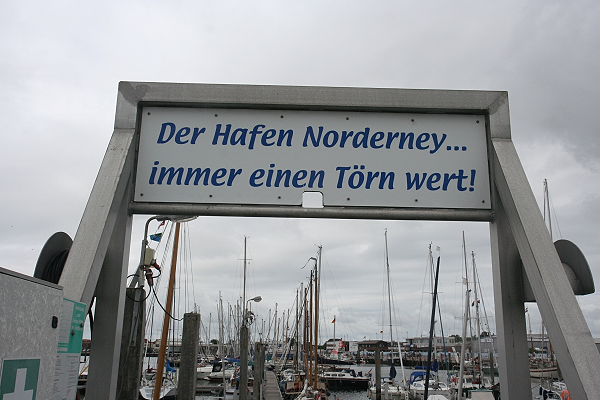 Der Hafen Norderney...
immer einen Törn wert!